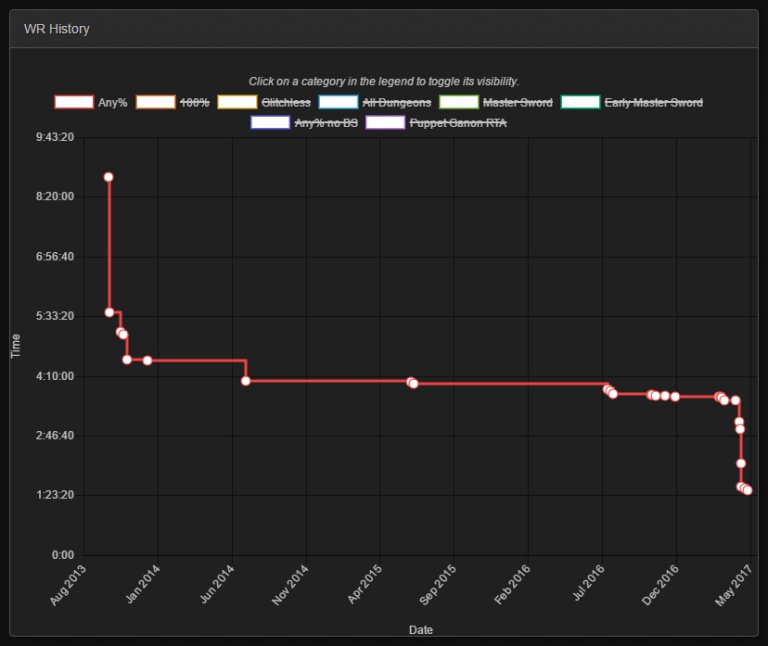 WR History
Click on a category in the legend to toggle its visibility.
Any% 100% Glitchless All Dungeons Master Sword Early Master Sword
Any% no BS Puppet Ganon RTA
9:43:20
8:20:00
6:56:40
5:33:20
4:10:00
2:46:40
1:23:20
0:00
Time
Aug 2013 Jan 2014 Jun 2014 Nov 2014 Apr 2015 Sep 2015 Feb 2016 Jul 2016 Dec 2016 May 2017
Date